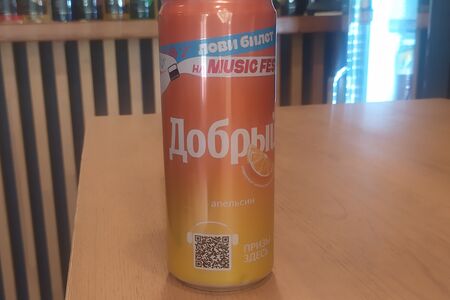 ЛОВИ БИЛЕТ
НА MUSIC FES
Добрый
апельсин
ПРИЗЫ
ЗДЕСЬ